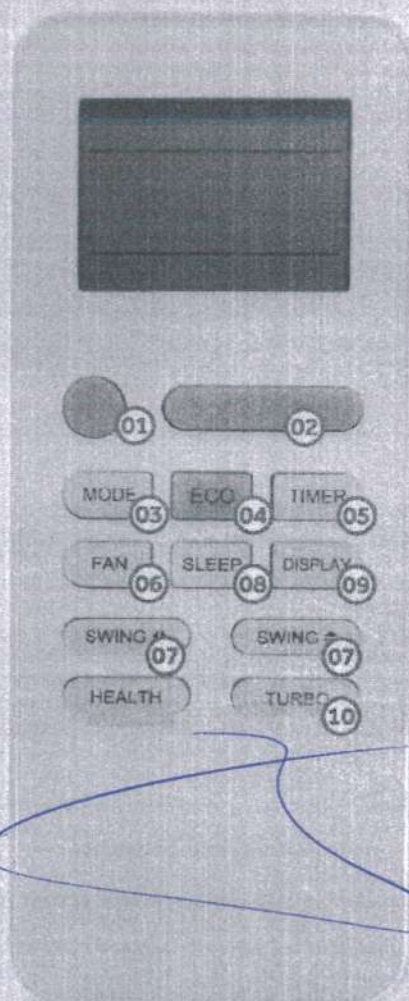 01 02
MODE 03 ECO 04 TIMER 05
FAN 06 SLEEP 08 DISPLAY 09
SWING 07 SWING 07
HEALTH TURBO 10